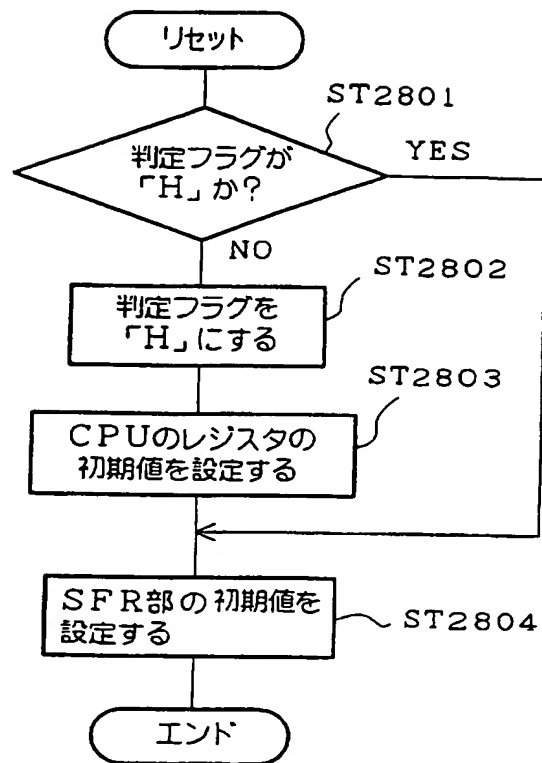 リセット
ST2801
判定フラグが
「H」か?
YES
NO
ST2802
判定フラグを
「H」にする
ST2803
CPUのレジスタの
初期値を設定する
SFR部の初期値を
設定する
ST2804
エンド